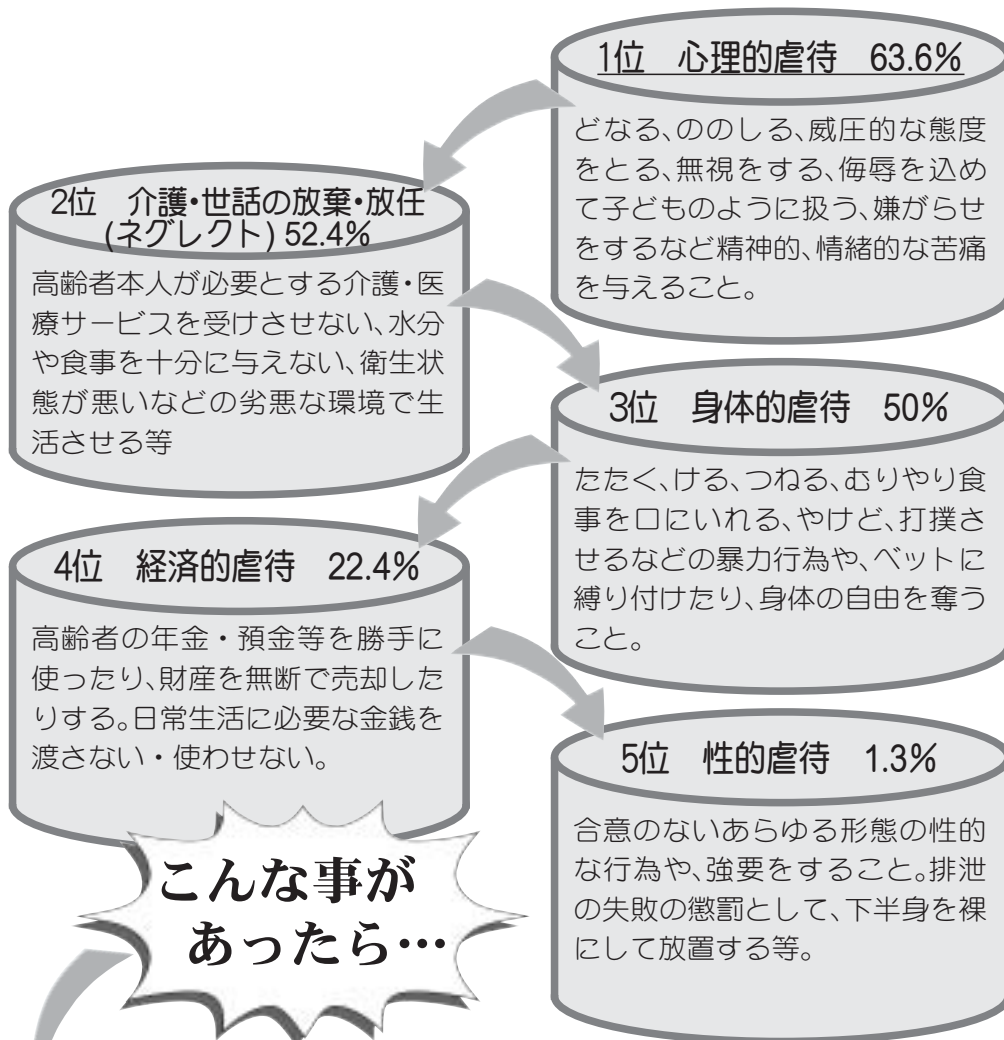 1位 心理的虐待 63.6%
どなる、ののしる、威圧的な態度
をとる、無視をする、侮辱を込め
て子どものように扱う、嫌がらせ
をするなど精神的、情緒的な苦痛
を与えること。
2位 介護・世話の放棄・放任
(ネグレクト) 52.4%
高齢者本人が必要とする介護・医
療サービスを受けさせない、水分
や食事を十分に与えない、衛生状
態が悪いなどの劣悪な環境で生
活させる等
3位 身体的虐待 50%
たたく、ける、つねる、むりやり食
事を口にいれる、やけど、打撲さ
せるなどの暴力行為や、ベットに
縛り付けたり、身体の自由を奪う
こと。
4位 経済的虐待 22.4%
高齢者の年金・預金等を勝手に
使ったり、財産を無断で売却した
りする。日常生活に必要な金銭を
渡さない・使わせない。
5位 性的虐待 1.3%
合意のないあらゆる形態の性的
な行為や、強要をすること。排泄
の失敗の懲罰として、下半身を裸
にして放置する等。
こんな事が
あったら…